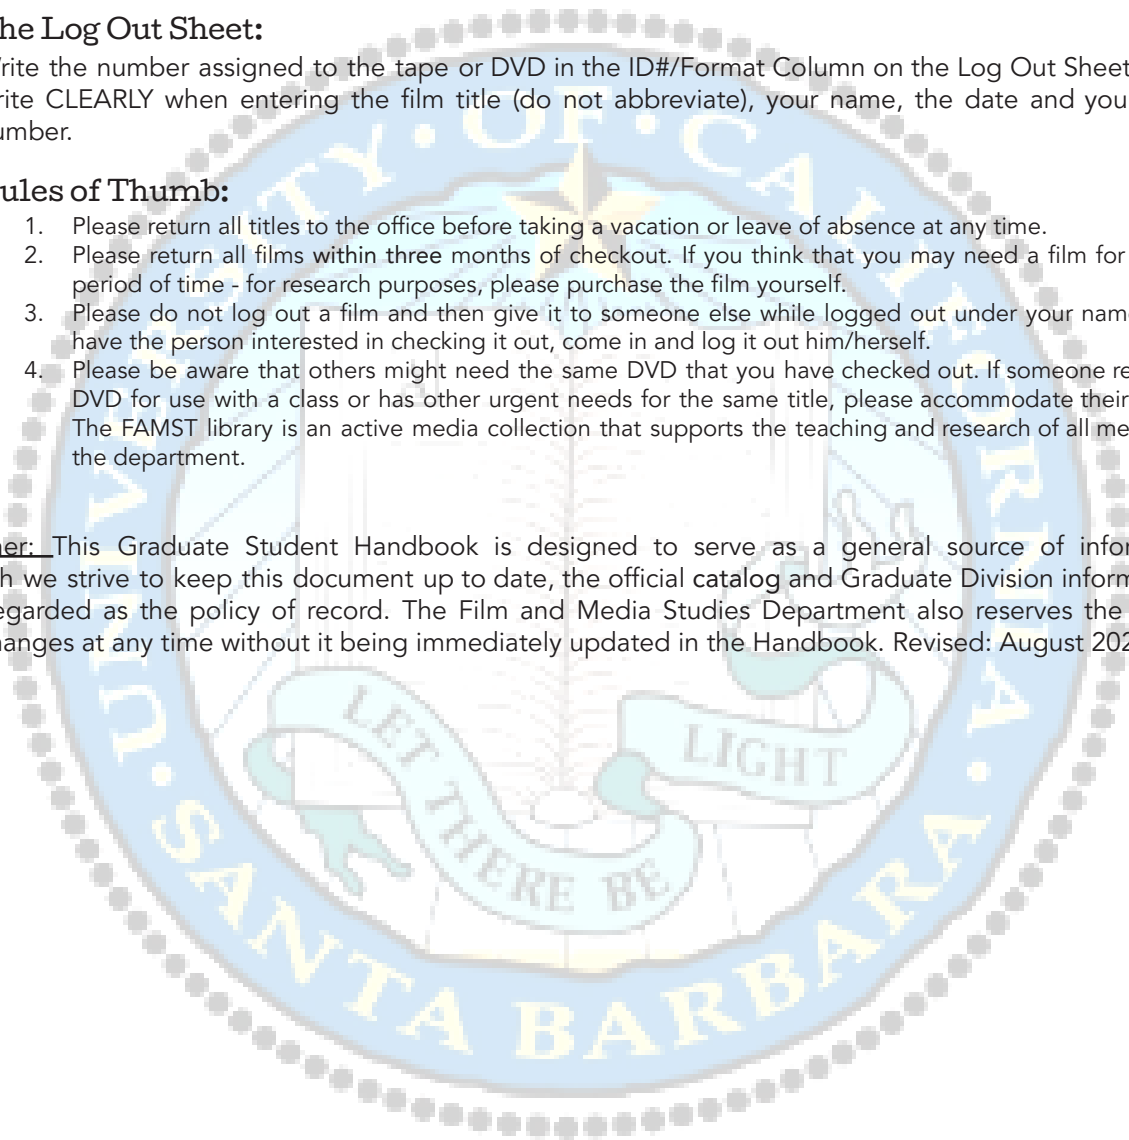 he Log Out Sheet:
rite the number assigned to the tape or DVD in the ID#/Format Column on the Log Out Sheet
rite CLEARLY when entering the film title (do not abbreviate), your name, the date and you
umber.
ules of Thumb:
1. Please return all titles to the office before taking a vacation or leave of absence at any time.
2. Please return all films within three months of checkout. If you think that you may need a film for
period of time - for research purposes, please purchase the film yourself.
3. Please do not log out a film and then give it to someone else while logged out under your nam
have the person interested in checking it out, come in and log it out him/herself.
4. Please be aware that others might need the same DVD that you have checked out. If someone re
DVD for use with a class or has other urgent needs for the same title, please accommodate their
The FAMST library is an active media collection that supports the teaching and research of all me
the department.
ner: This Graduate Student Handbook is designed to serve as a general source of infor
h we strive to keep this document up to date, the official catalog and Graduate Division inform
egarded as the policy of record. The Film and Media Studies Department also reserves the
hanges at any time without it being immediately updated in the Handbook. Revised: August 202
UNIVERSITY · OF · CALIFORNIA
· SANTA BARBARA ·
LET THERE BE LIGHT